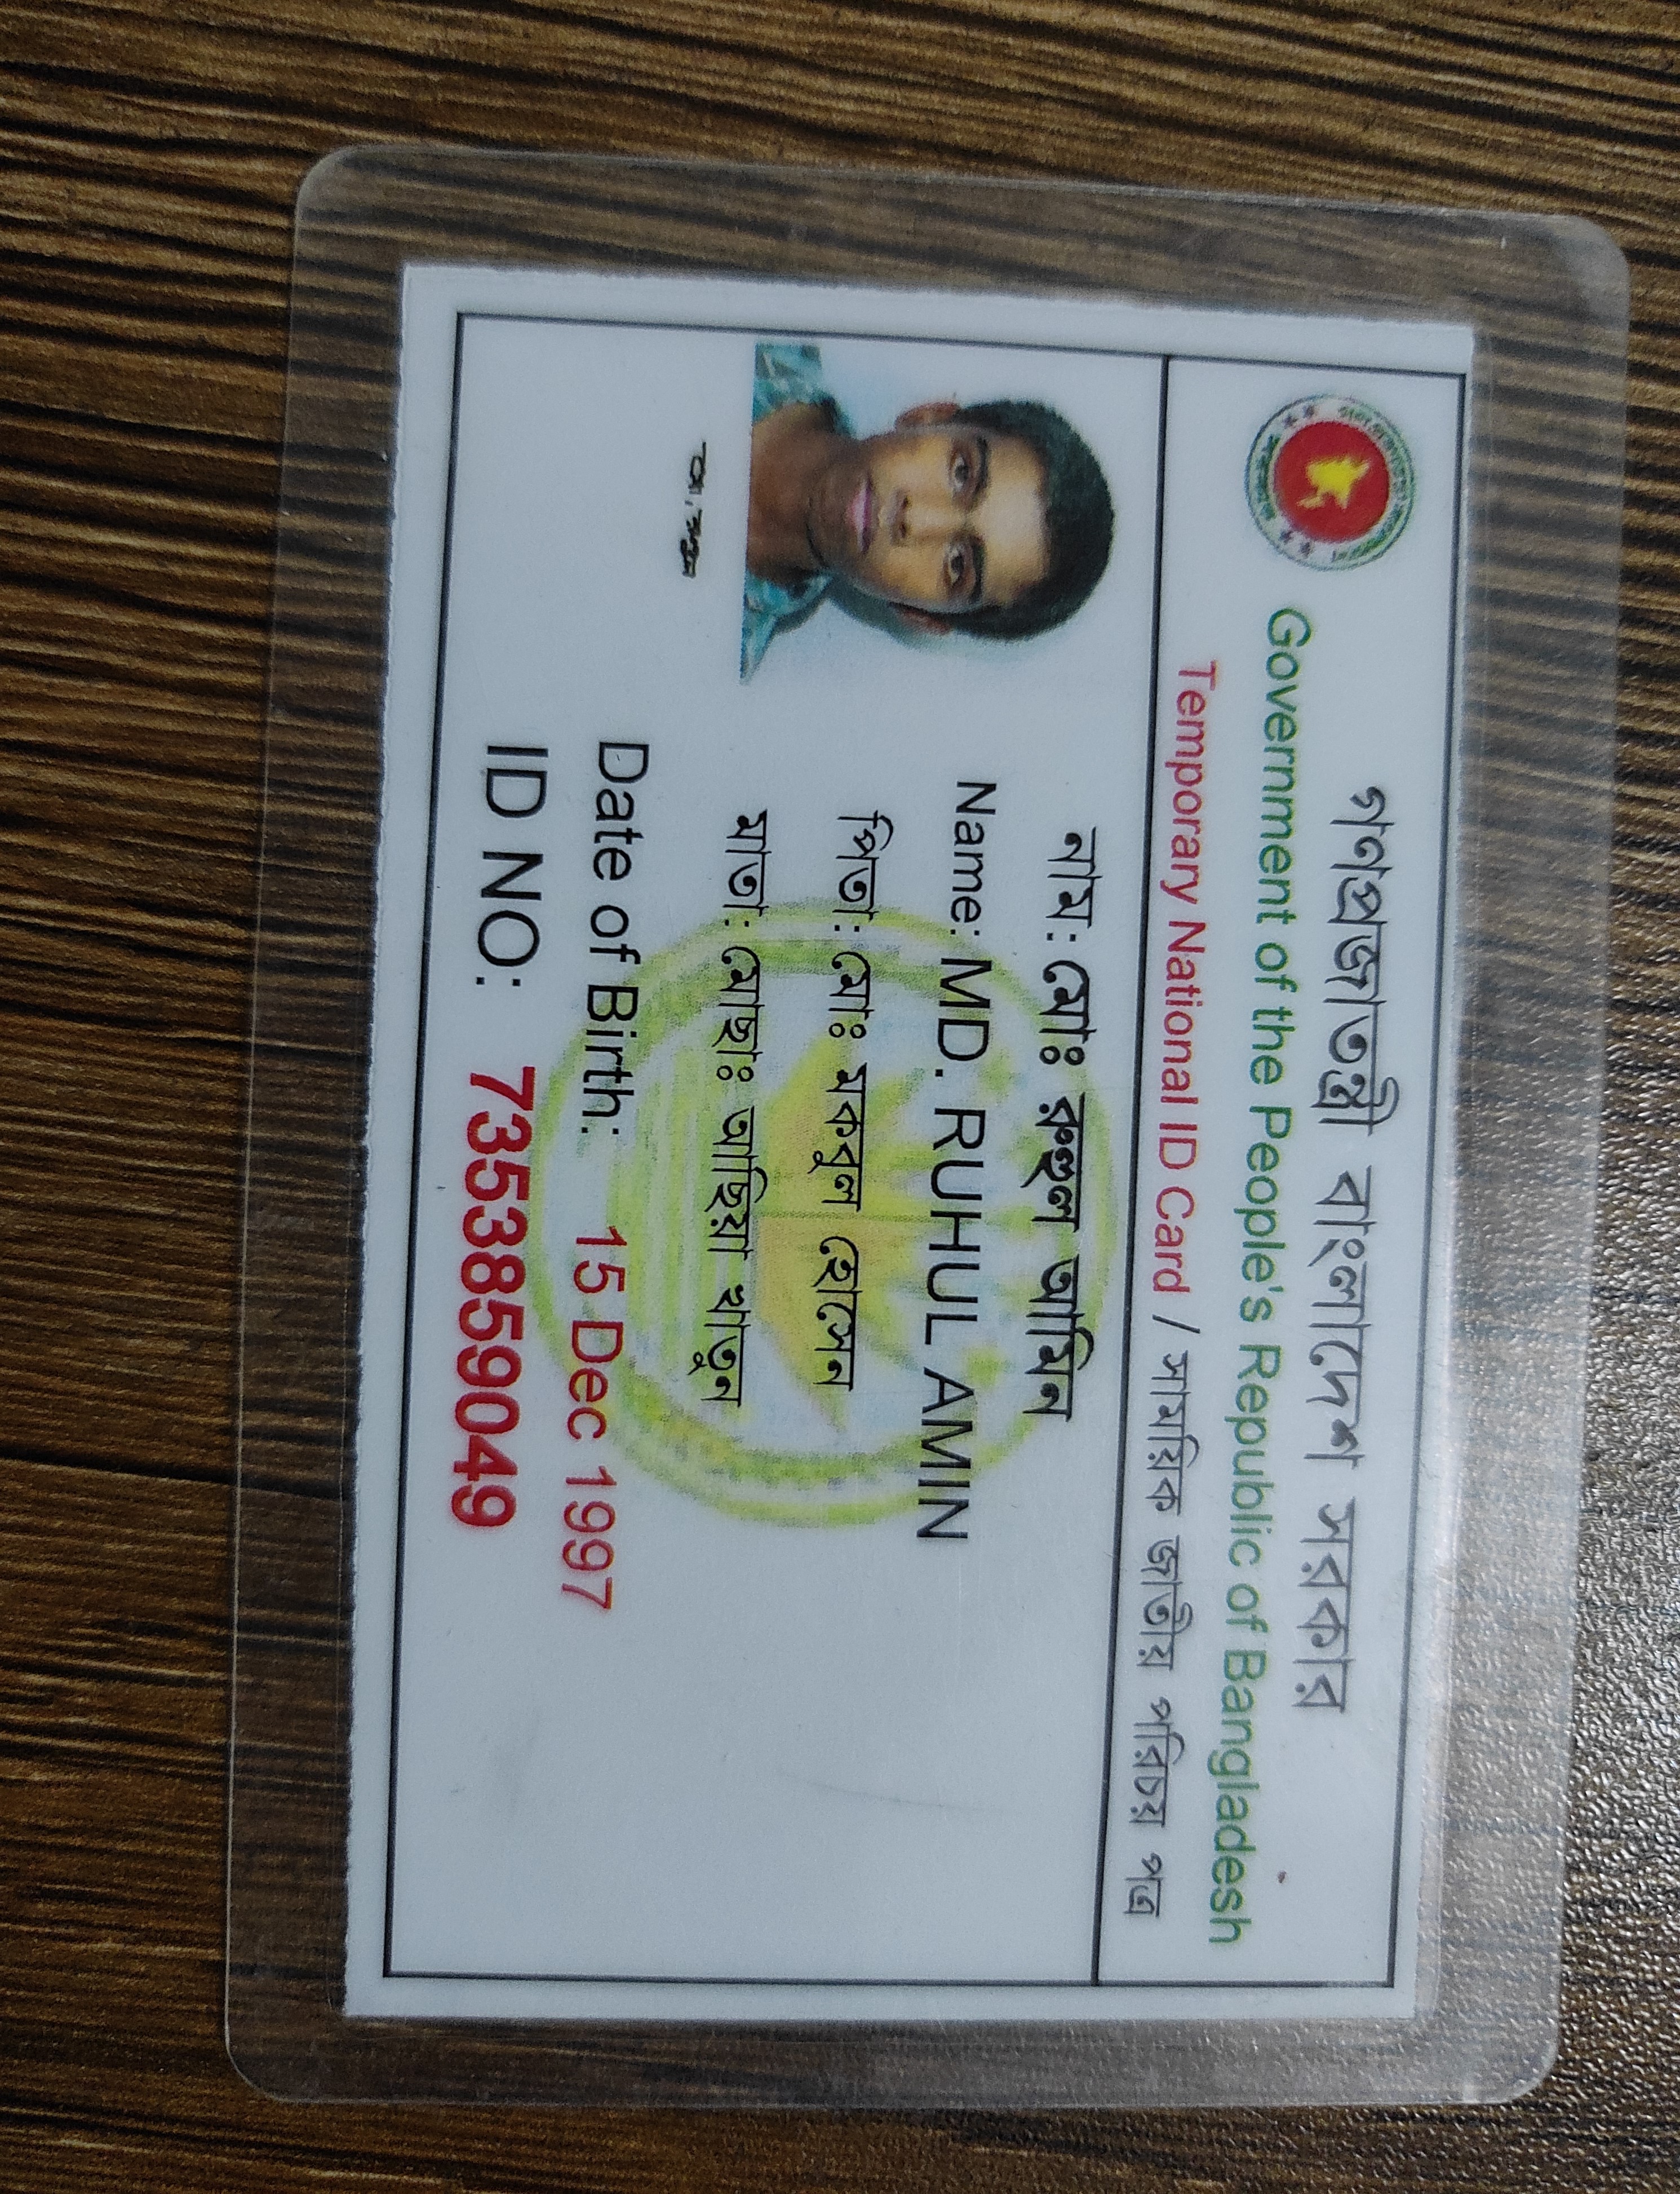 গণপ্রজাতন্ত্রী বাংলাদেশ সরকার
Government of the People's Republic of Bangladesh
Temporary National ID Card / সাময়িক জাতীয় পরিচয় পত্র
নাম: মোঃ রুহুল আমিন
Name: MD. RUHUL AMIN
পিতা: মোঃ মকবুল হোসেন
মাতা: মোছাঃ আছিয়া খাতুন
Date of Birth: 15 Dec 1997
ID NO: 7353859049